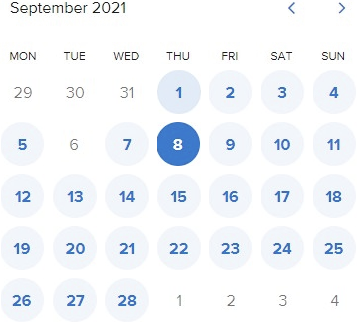 September 2021
MON TUE WED THU FRI SAT SUN
29 30 31 1 2 3 4
5 6 7 8 9 10 11
12 13 14 15 16 17 18
19 20 21 22 23 24 25
26 27 28 1 2 3 4